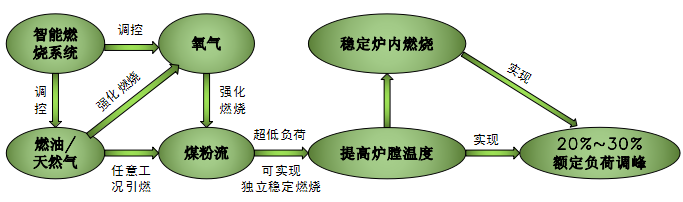 智能燃
烧系统
调控
氧气
稳定炉内燃烧
调
控
强化燃烧
强化
燃烧
实现
燃油/
天然气
任意工
况引燃
煤粉流
超低负荷
可实现
独立稳定燃烧
提高炉膛温度
实现
20%~30%
额定负荷调峰